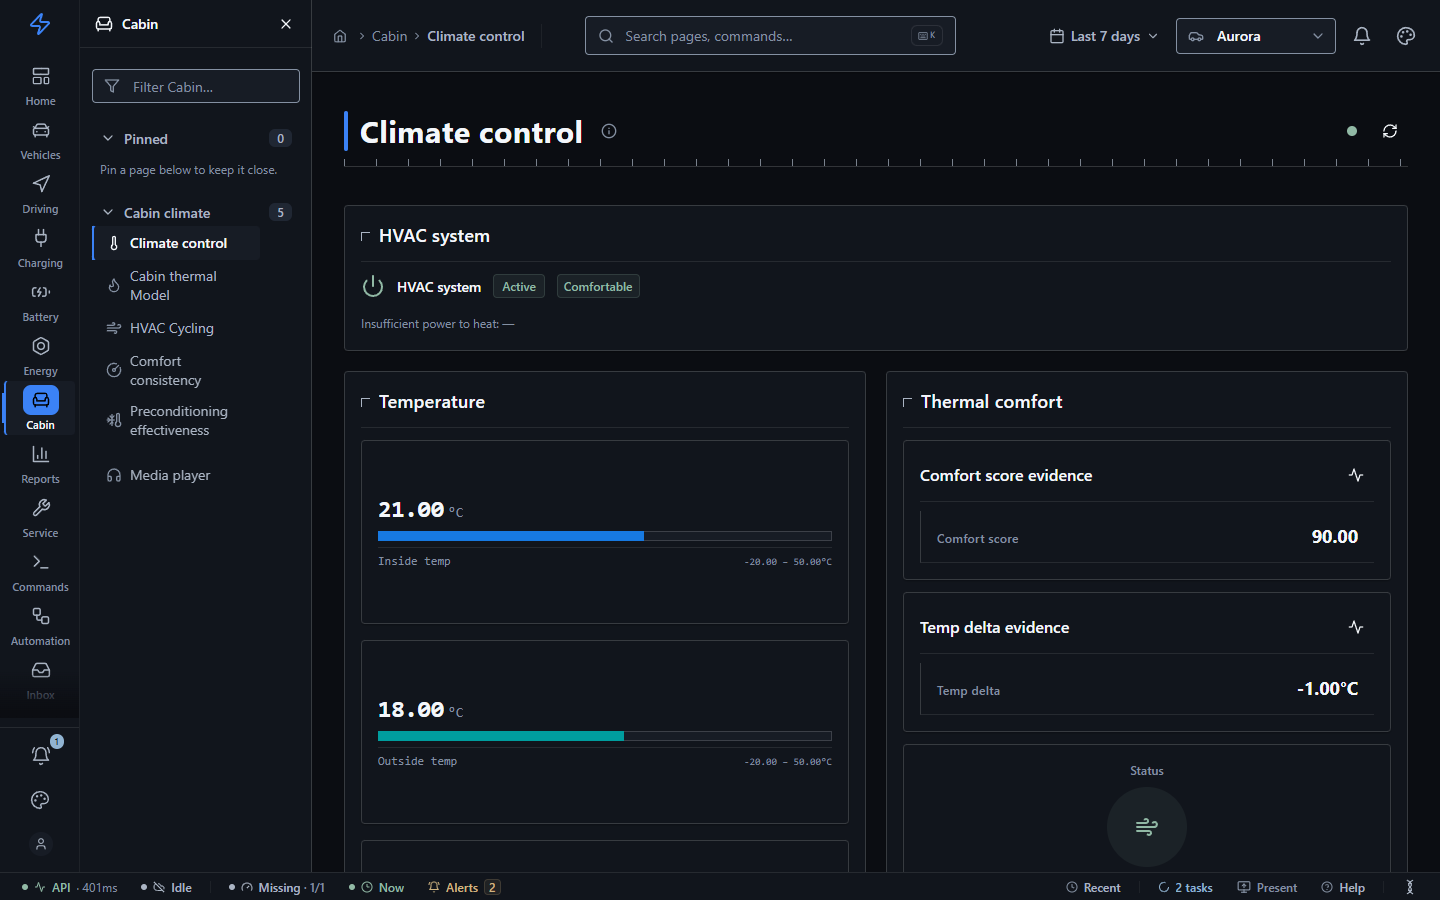 Cabin
Cabin
Climate control
Search pages, commands...
K
Last 7 days
Aurora
Home
Vehicles
Driving
Charging
Battery
Energy
Cabin
Reports
Service
Commands
Automation
Inbox
1
Filter Cabin...
Pinned
0
Pin a page below to keep it close.
Cabin climate
5
Climate control
Cabin thermal
Model
HVAC Cycling
Comfort
consistency
Preconditioning
effectiveness
Media player
Climate control
HVAC system
HVAC system
Active
Comfortable
Insufficient power to heat: —
Temperature
21.00 °C
Inside temp
-20.00 – 50.00°C
18.00 °C
Outside temp
-20.00 – 50.00°C
Thermal comfort
Comfort score evidence
Comfort score
90.00
Temp delta evidence
Temp delta
-1.00°C
Status
API · 401ms
Idle
Missing · 1/1
Now
Alerts 2
Recent
2 tasks
Present
Help